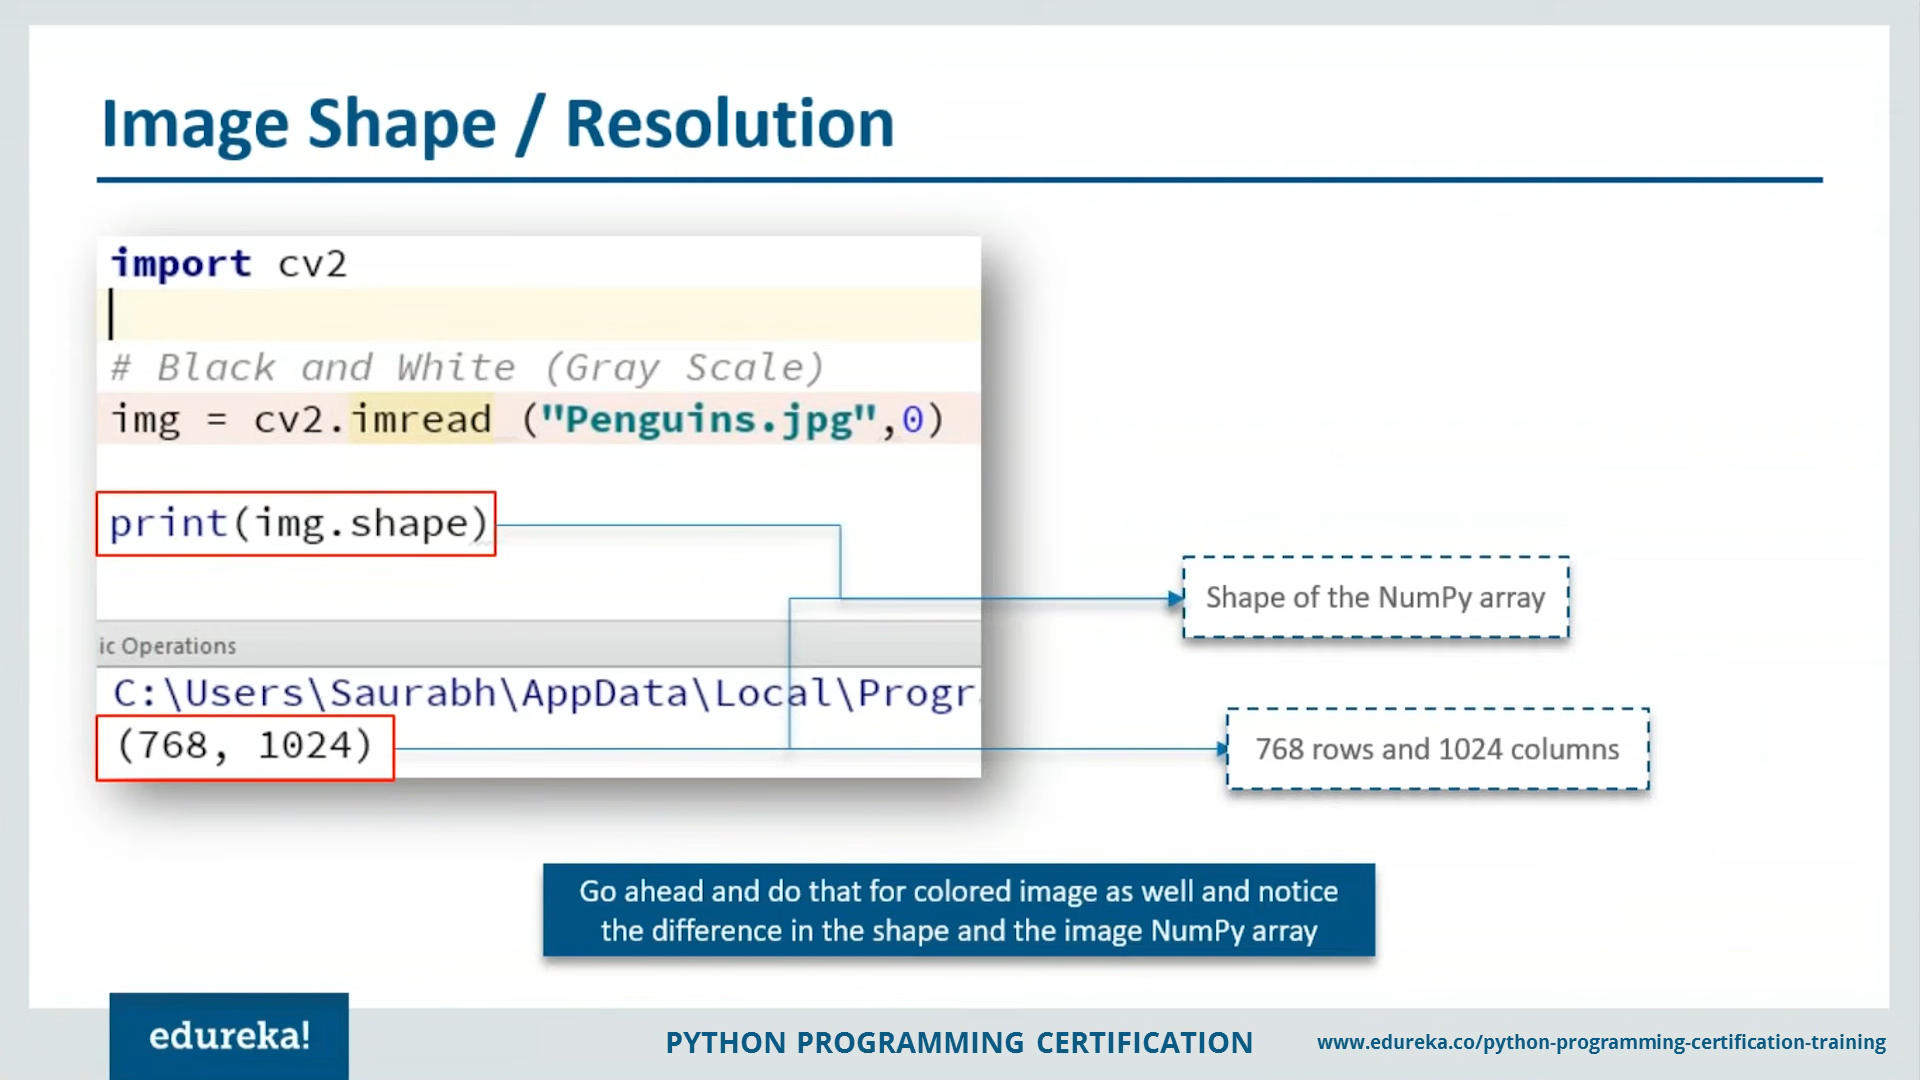 Image Shape / Resolution
import cv2
# Black and White (Gray Scale)
img = cv2.imread ("Penguins.jpg",0)
print(img.shape)
Shape of the NumPy array
ic Operations
C:\Users\Saurabh\AppData\Local\Progr
(768, 1024)
768 rows and 1024 columns
Go ahead and do that for colored image as well and notice
the difference in the shape and the image NumPy array
edureka!
PYTHON PROGRAMMING CERTIFICATION
www.edureka.co/python-programming-certification-training